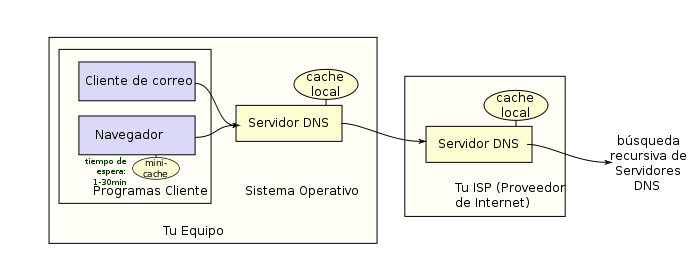 Cliente de correo
Navegador
tiempo de
espera:
1-30min
mini-
cache
Programas Cliente
cache
local
Servidor DNS
Sistema Operativo
Tu Equipo
cache
local
Servidor DNS
Tu ISP (Proveedor
de Internet)
búsqueda
recursiva de
Servidores
DNS